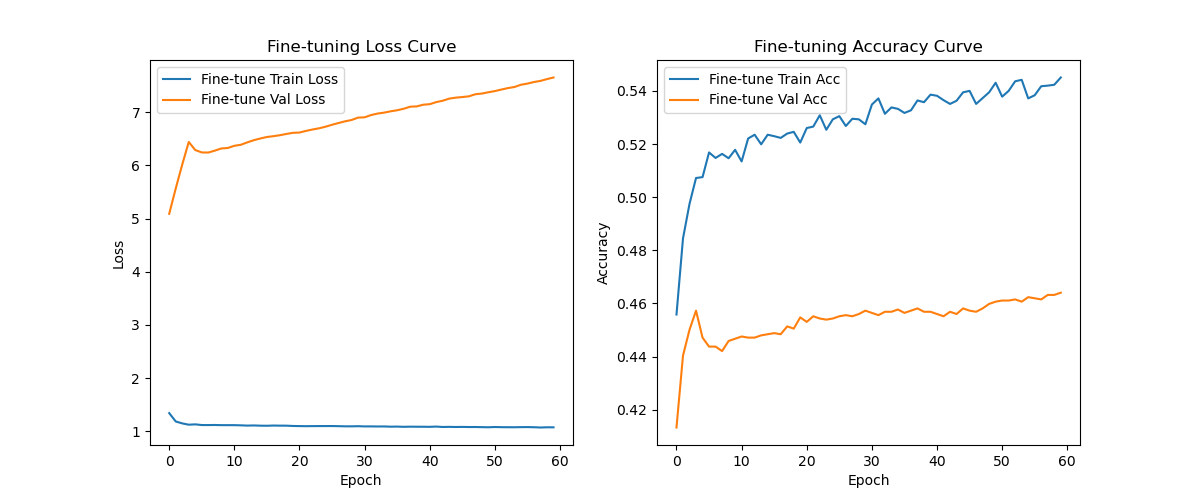 Fine-tuning Loss Curve
Fine-tune Train Loss
Fine-tune Val Loss
7
6
5
4
3
2
1
0
10
20
30
40
50
60
Loss
Epoch
Fine-tuning Accuracy Curve
Fine-tune Train Acc
Fine-tune Val Acc
0.54
0.52
0.50
0.48
0.46
0.44
0.42
0
10
20
30
40
50
60
Accuracy
Epoch